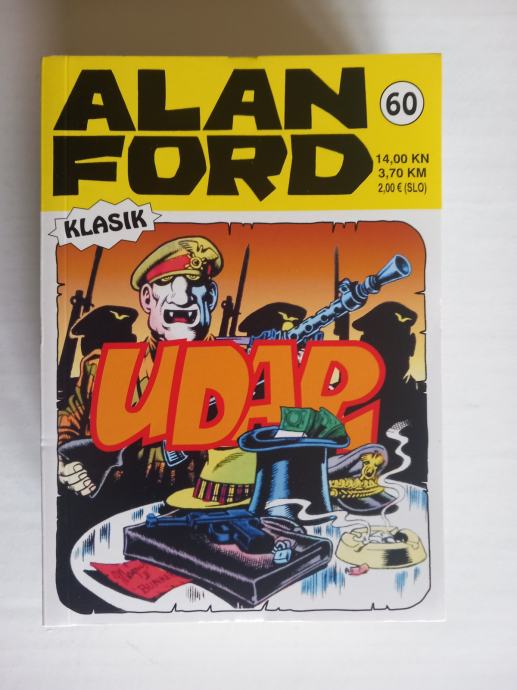 ALAN
FORD
60
14,00 KN
3,70 KM
2,00 € (SLO)
KLASIK
UDAR